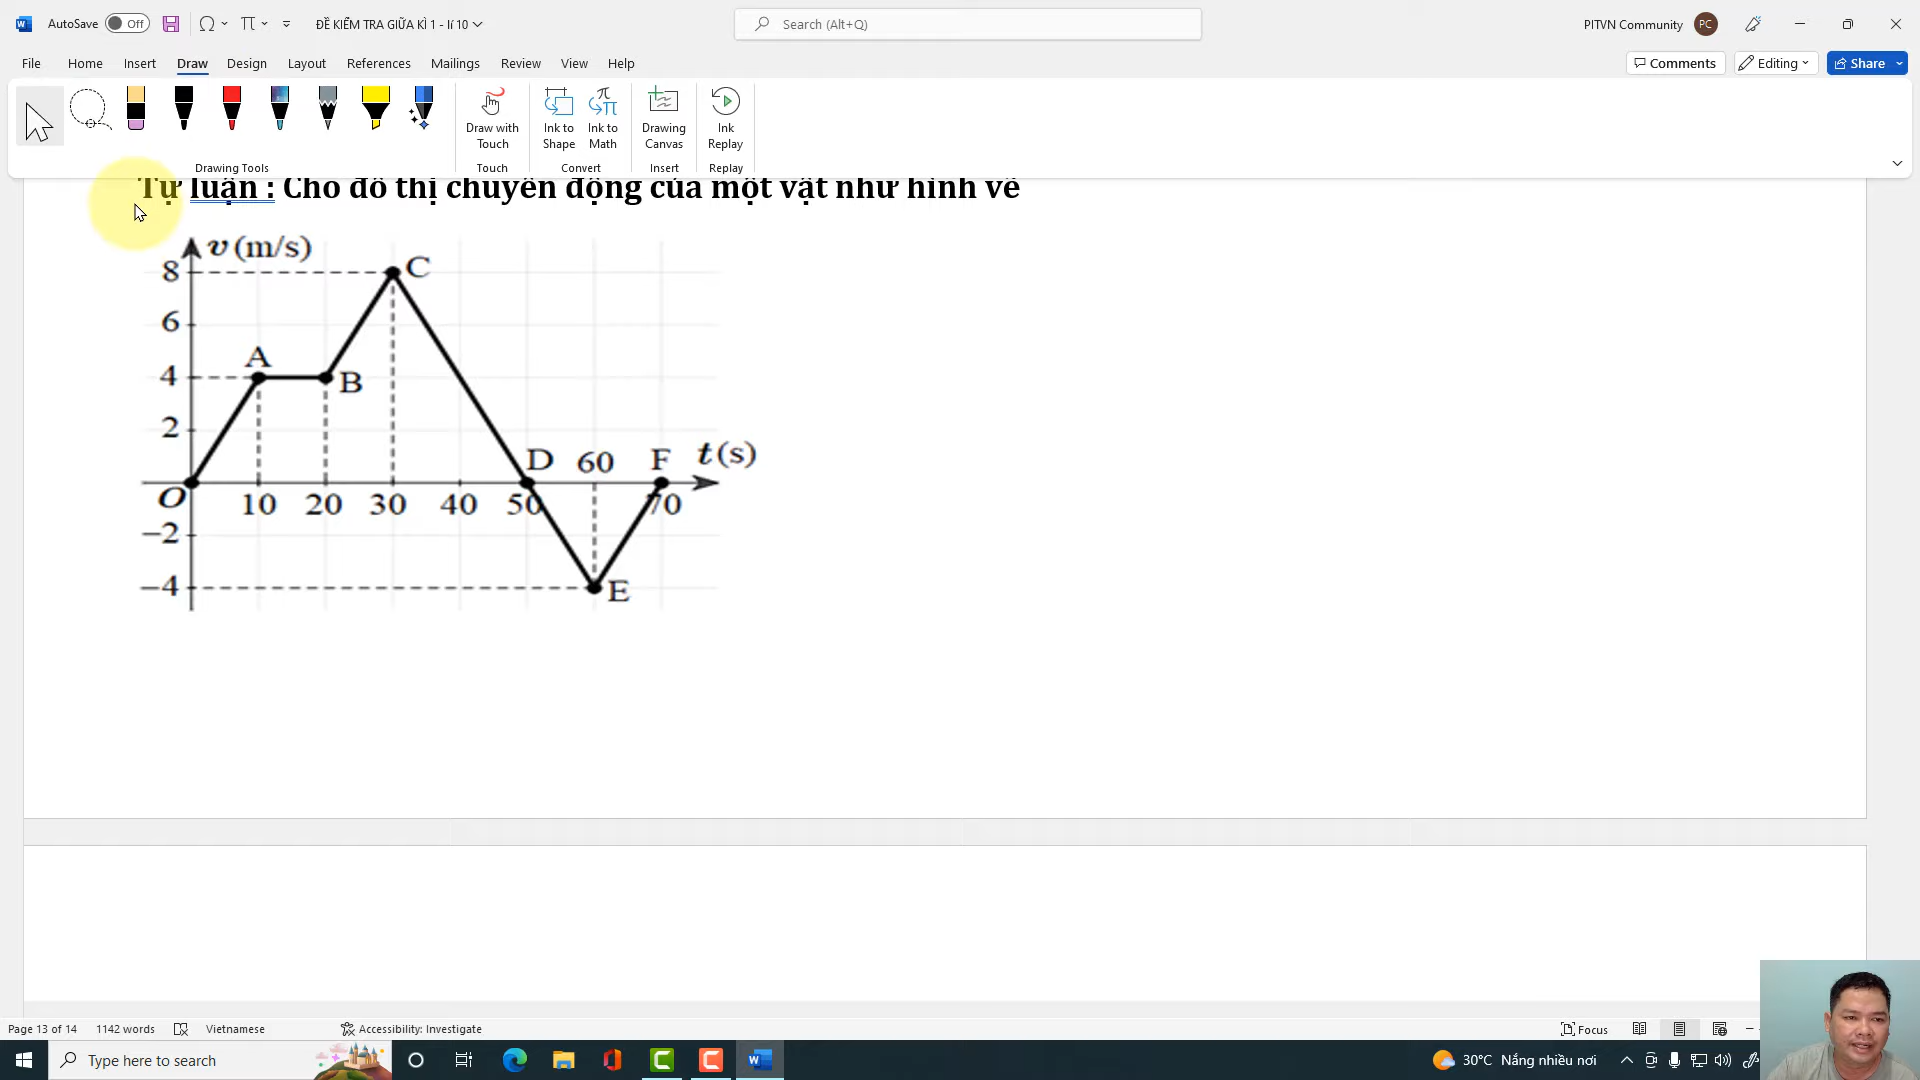 AutoSave Off ĐỀ KIỂM TRA GIỮA KÌ 1 - lí 10 Search (Alt+Q) PITVN Community PC
File Home Insert Draw Design Layout References Mailings Review View Help Comments Editing Share
Draw with Touch
Ink to Shape
Ink to Math
Drawing Canvas
Ink Replay
Drawing Tools Touch Convert Insert Replay
Tự luận : Cho đồ thị chuyển động của một vật như hình vẽ
v (m/s)
8 C
6
A
4 B
2
D 60 F t (s)
O 10 20 30 40 50 70
−2
−4 E
Page 13 of 14 1142 words Vietnamese Accessibility: Investigate Focus
Type here to search 30°C Nắng nhiều nơi